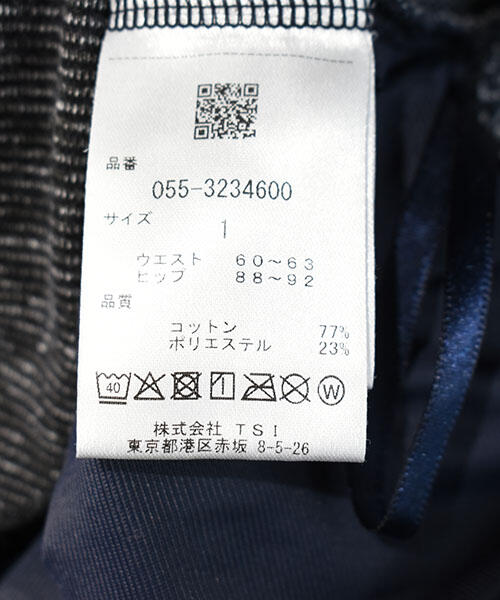 品番
055-3234600
サイズ
1
ウエスト 60～63
ヒップ 88～92
品質
コットン 77%
ポリエステル 23%
40 W
株式会社 TSI
東京都港区赤坂 8-5-26